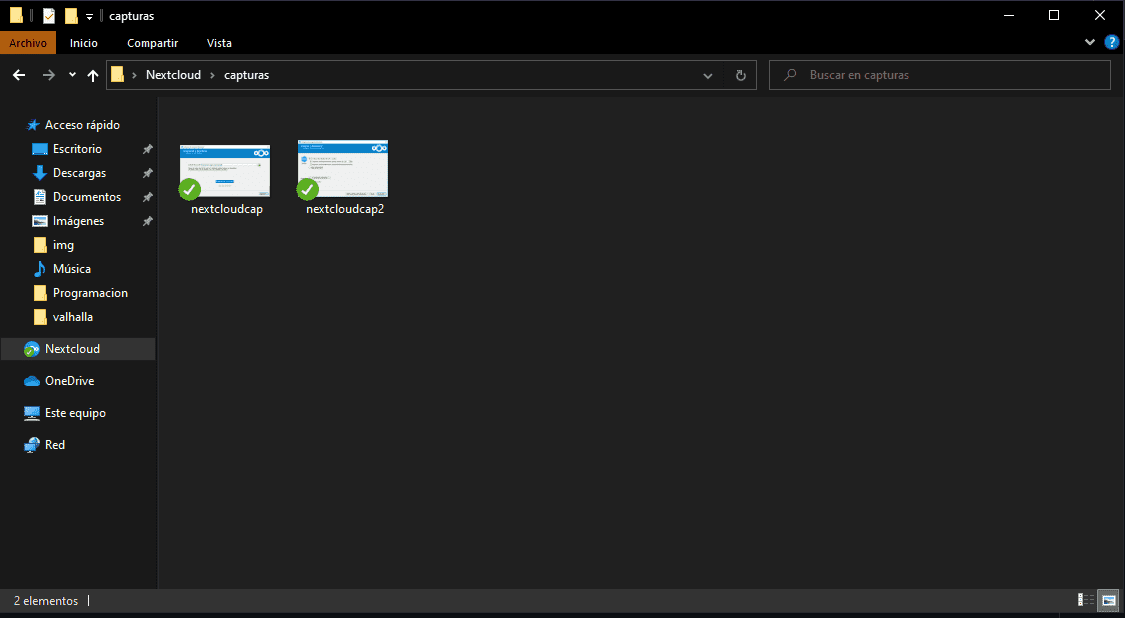 capturas
Archivo Inicio Compartir Vista
Nextcloud capturas
Buscar en capturas
Acceso rápido
Escritorio
Descargas
Documentos
Imágenes
img
Música
Programacion
valhalla
Nextcloud
OneDrive
Este equipo
Red
nextcloudcap
nextcloudcap2
2 elementos